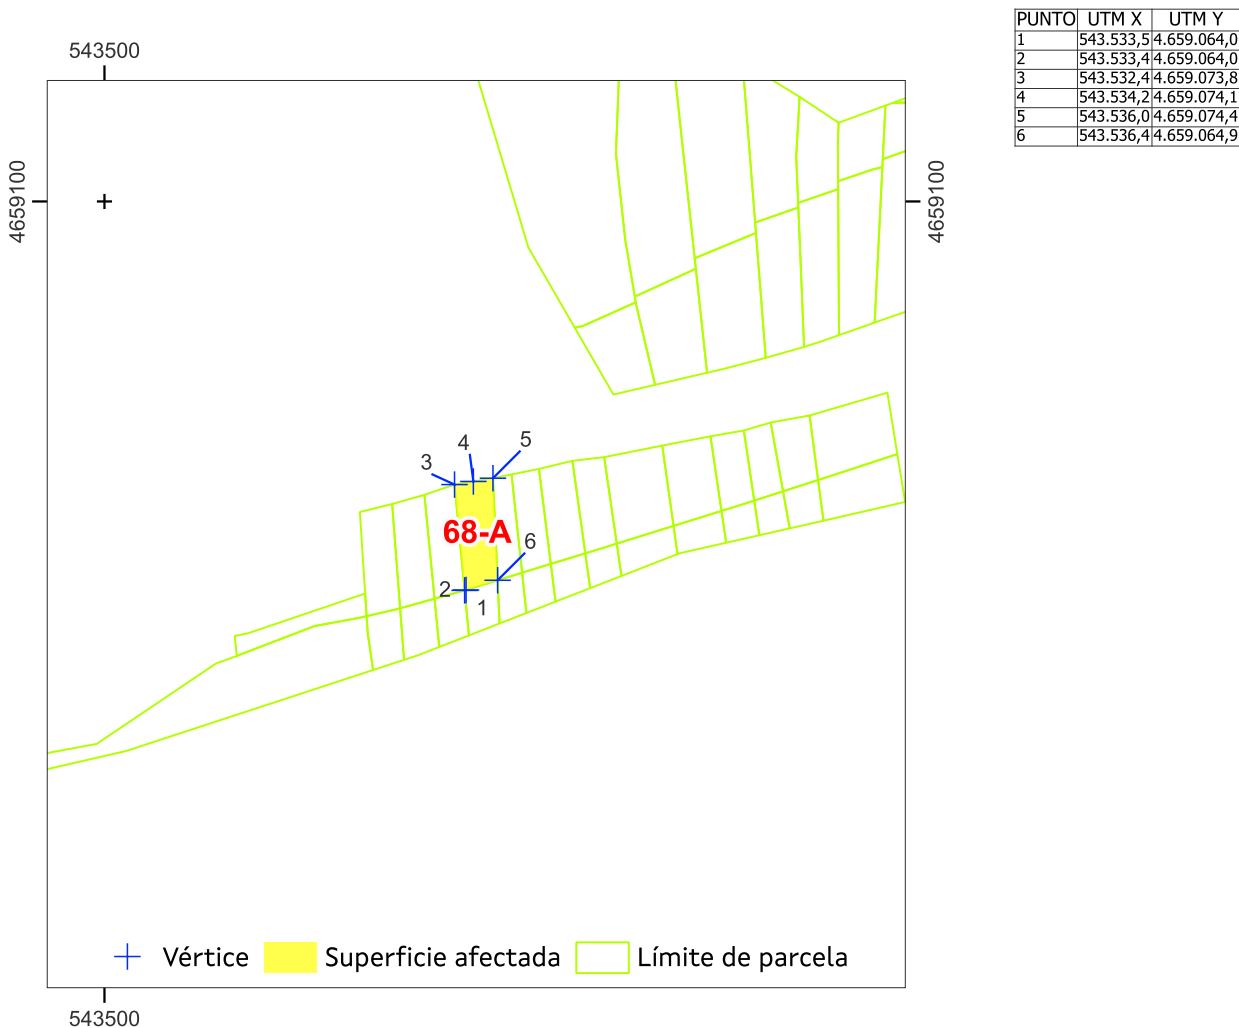 PUNTO UTM X UTM Y
1 543.533,5 4.659.064,0
2 543.533,4 4.659.064,0
3 543.532,4 4.659.073,8
4 543.534,2 4.659.074,1
5 543.536,0 4.659.074,4
6 543.536,4 4.659.064,9
543500
4659100
4659100
3
4
5
68-A
6
2
1
Vértice
Superficie afectada
Límite de parcela
543500